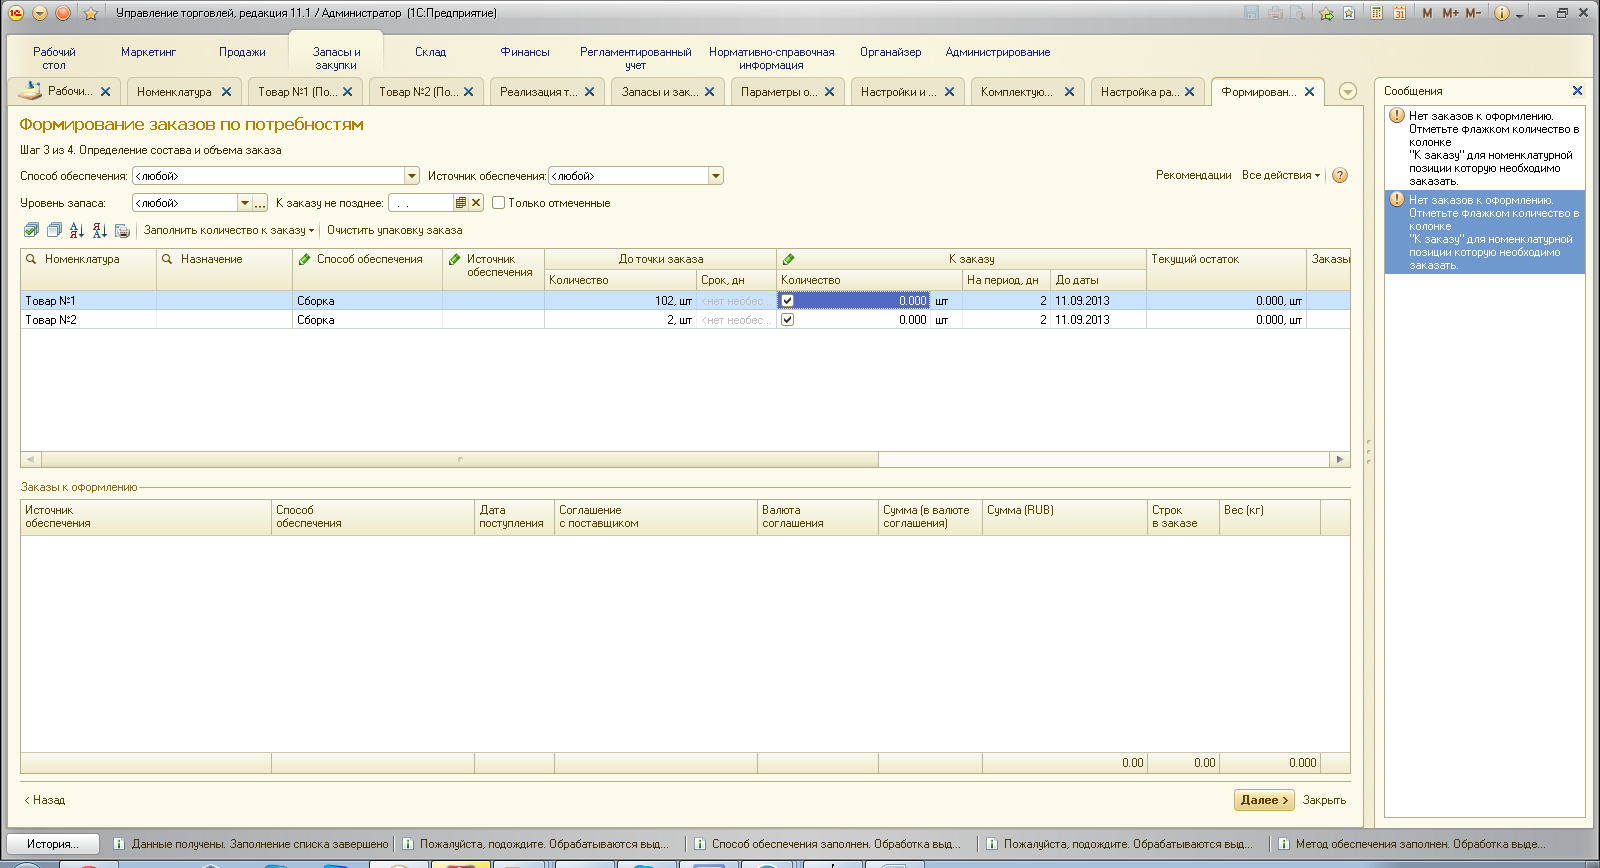 Управление торговлей, редакция 11.1 / Администратор (1С:Предприятие)
M M+ M-
Рабочий стол
Маркетинг
Продажи
Запасы и закупки
Склад
Финансы
Регламентированный учет
Нормативно-справочная информация
Органайзер
Администрирование
Рабочи...
Номенклатура
Товар №1 (По...
Товар №2 (По...
Реализация т...
Запасы и зак...
Параметры о...
Настройки и ...
Комплектую...
Настройка ра...
Формирован...
Формирование заказов по потребностям
Шаг 3 из 4. Определение состава и объема заказа
Способ обеспечения: <любой> Источник обеспечения: <любой>
Рекомендации Все действия
Уровень запаса: <любой> ... К заказу не позднее: . . Только отмеченные
Заполнить количество к заказу Очистить упаковку заказа
Номенклатура Назначение Способ обеспечения Источник обеспечения До точки заказа К заказу Текущий остаток Заказы
Количество Срок, дн Количество На период, дн До даты
Товар №1 Сборка 102, шт <нет необес... 0.000 шт 2 11.09.2013 0.000, шт
Товар №2 Сборка 2, шт <нет необес... 0.000 шт 2 11.09.2013 0.000, шт
Заказы к оформлению
Источник обеспечения
Способ обеспечения
Дата поступления
Соглашение с поставщиком
Валюта соглашения
Сумма (в валюте соглашения)
Сумма (RUB)
Строк в заказе
Вес (кг)
0.00 0.00 0.000
< Назад
Далее >
Закрыть
Сообщения
Нет заказов к оформлению.
Отметьте флажком количество в
колонке
"К заказу" для номенклатурной
позиции которую необходимо
заказать.
Нет заказов к оформлению.
Отметьте флажком количество в
колонке
"К заказу" для номенклатурной
позиции которую необходимо
заказать.
История...
Данные получены. Заполнение списка завершено
Пожалуйста, подождите. Обрабатываются выд...
Способ обеспечения заполнен. Обработка выд...
Пожалуйста, подождите. Обрабатываются выд...
Метод обеспечения заполнен. Обработка выде...